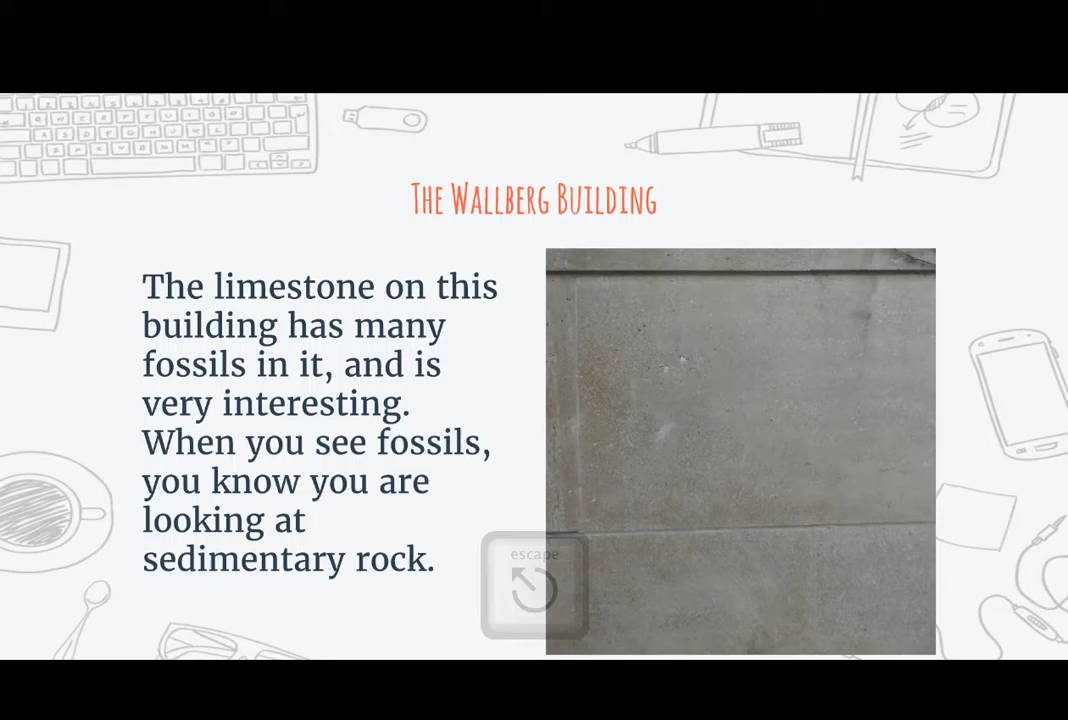 The Wallberg Building
The limestone on this
building has many
fossils in it, and is
very interesting.
When you see fossils,
you know you are
looking at
sedimentary rock.
escape